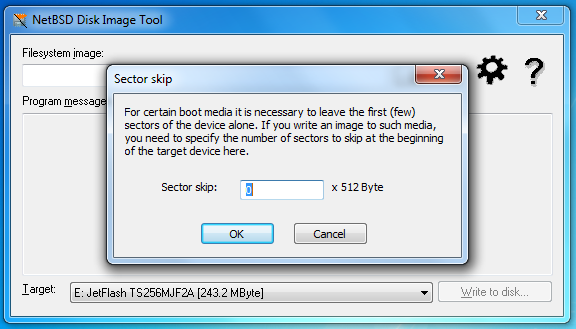 NetBSD Disk Image Tool
Filesystem image:
Sector skip
Program message
For certain boot media it is necessary to leave the first (few)
sectors of the device alone. If you write an image to such media,
you need to specify the number of sectors to skip at the beginning
of the target device here.
Sector skip: 0 x 512 Byte
OK Cancel
Target: E: JetFlash TS256MJF2A [243.2 MByte] Write to disk...